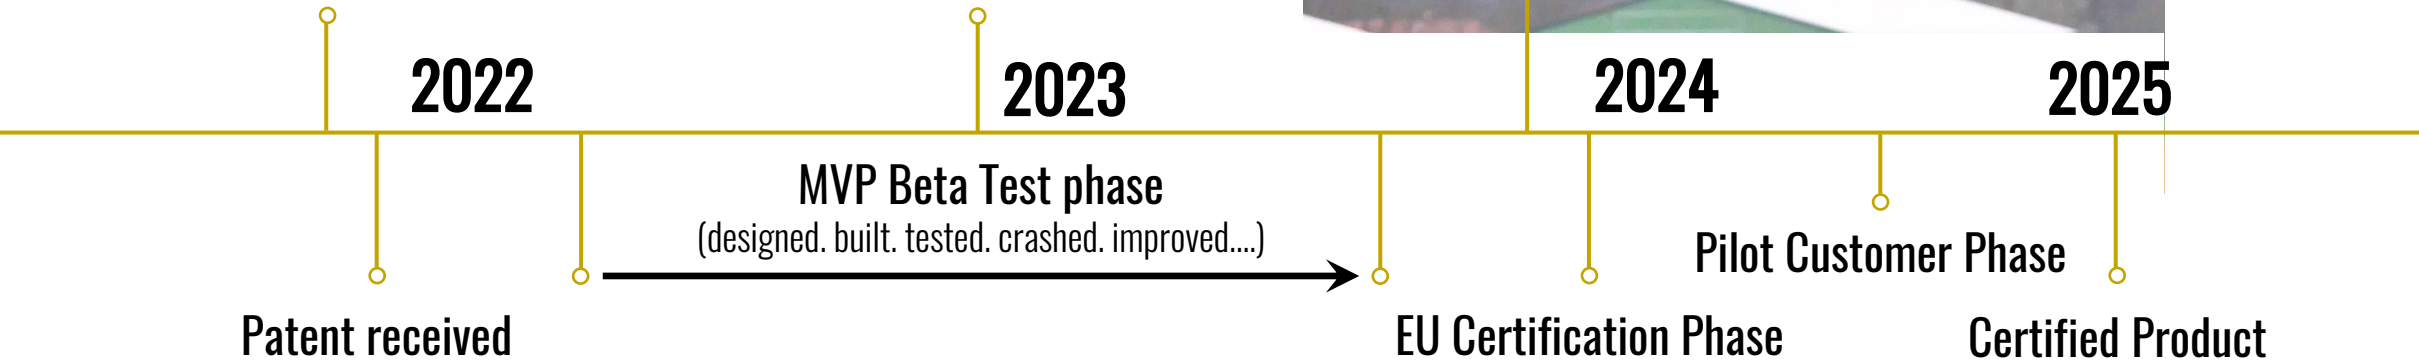 2022
2023
2024
2025
MVP Beta Test phase
(designed. built. tested. crashed. improved....)
Pilot Customer Phase
Patent received
EU Certification Phase
Certified Product